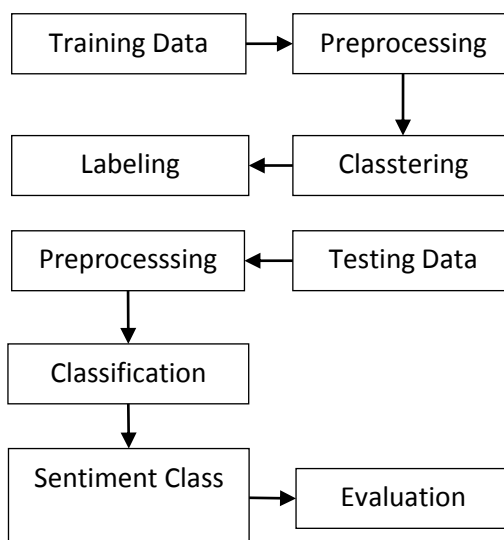 Training Data
Preprocessing
Labeling
Classtering
Preprocesssing
Testing Data
Classification
Sentiment Class
Evaluation